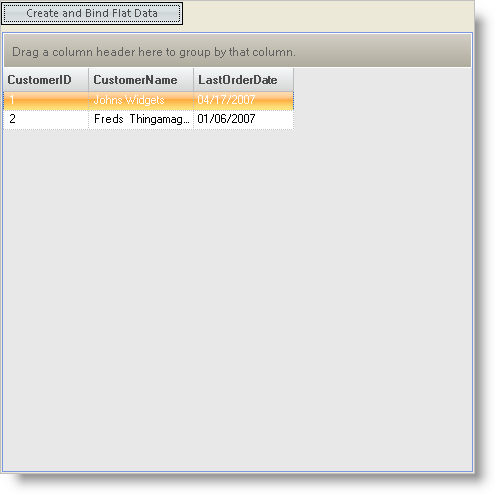 Create and Bind Flat Data
Drag a column header here to group by that column.
CustomerID CustomerName LastOrderDate
1 Johns Widgets 04/17/2007
2 Freds Thingamag... 01/06/2007